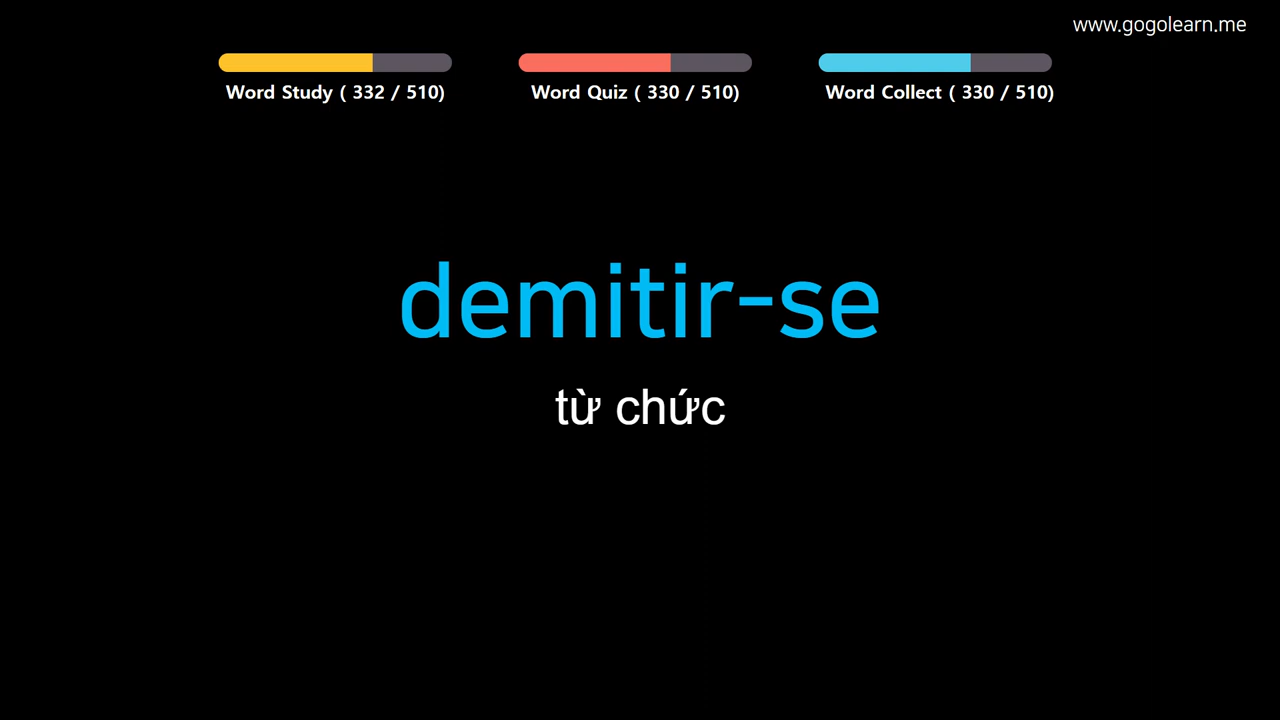 www.gogolearn.me
Word Study ( 332 / 510)
Word Quiz ( 330 / 510)
Word Collect ( 330 / 510)
demitir-se
từ chức